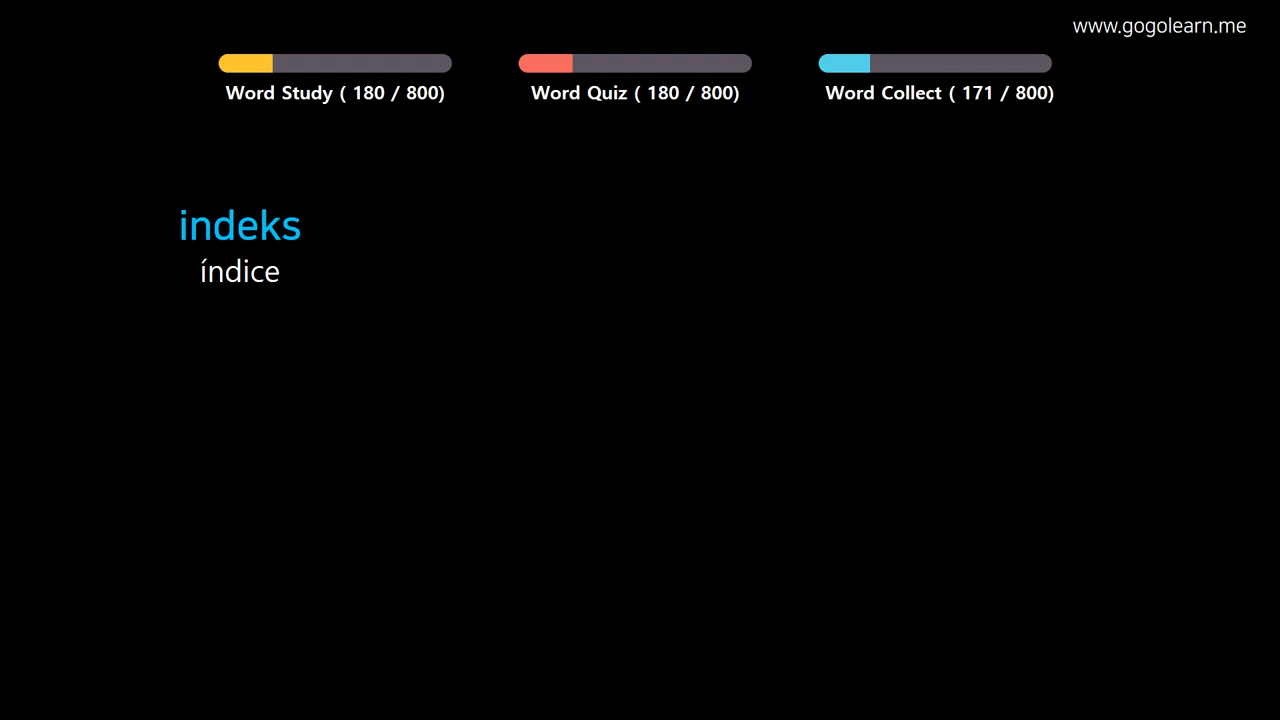 www.gogolearn.me
Word Study ( 180 / 800)
Word Quiz ( 180 / 800)
Word Collect ( 171 / 800)
indeks
índice